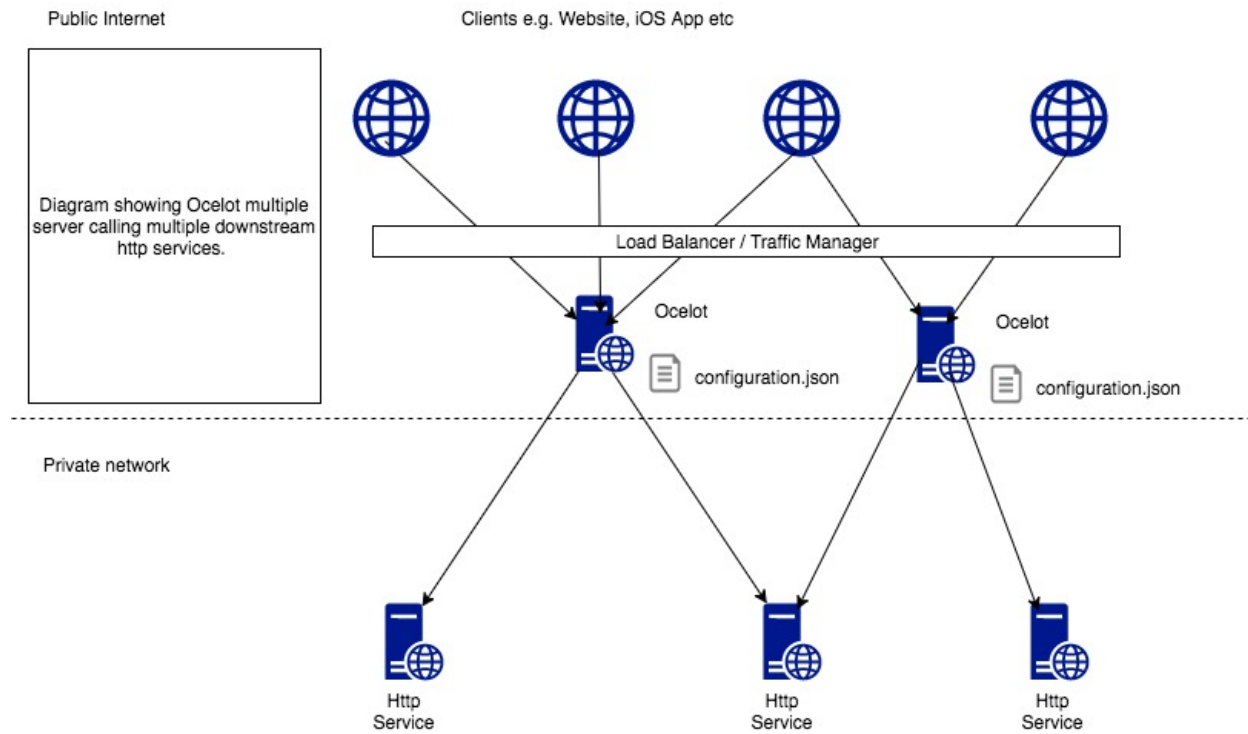 Public Internet
Clients e.g. Website, iOS App etc
Diagram showing Ocelot multiple
server calling multiple downstream
http services.
Load Balancer / Traffic Manager
Ocelot
configuration.json
Ocelot
configuration.json
Private network
Http
Service
Http
Service
Http
Service